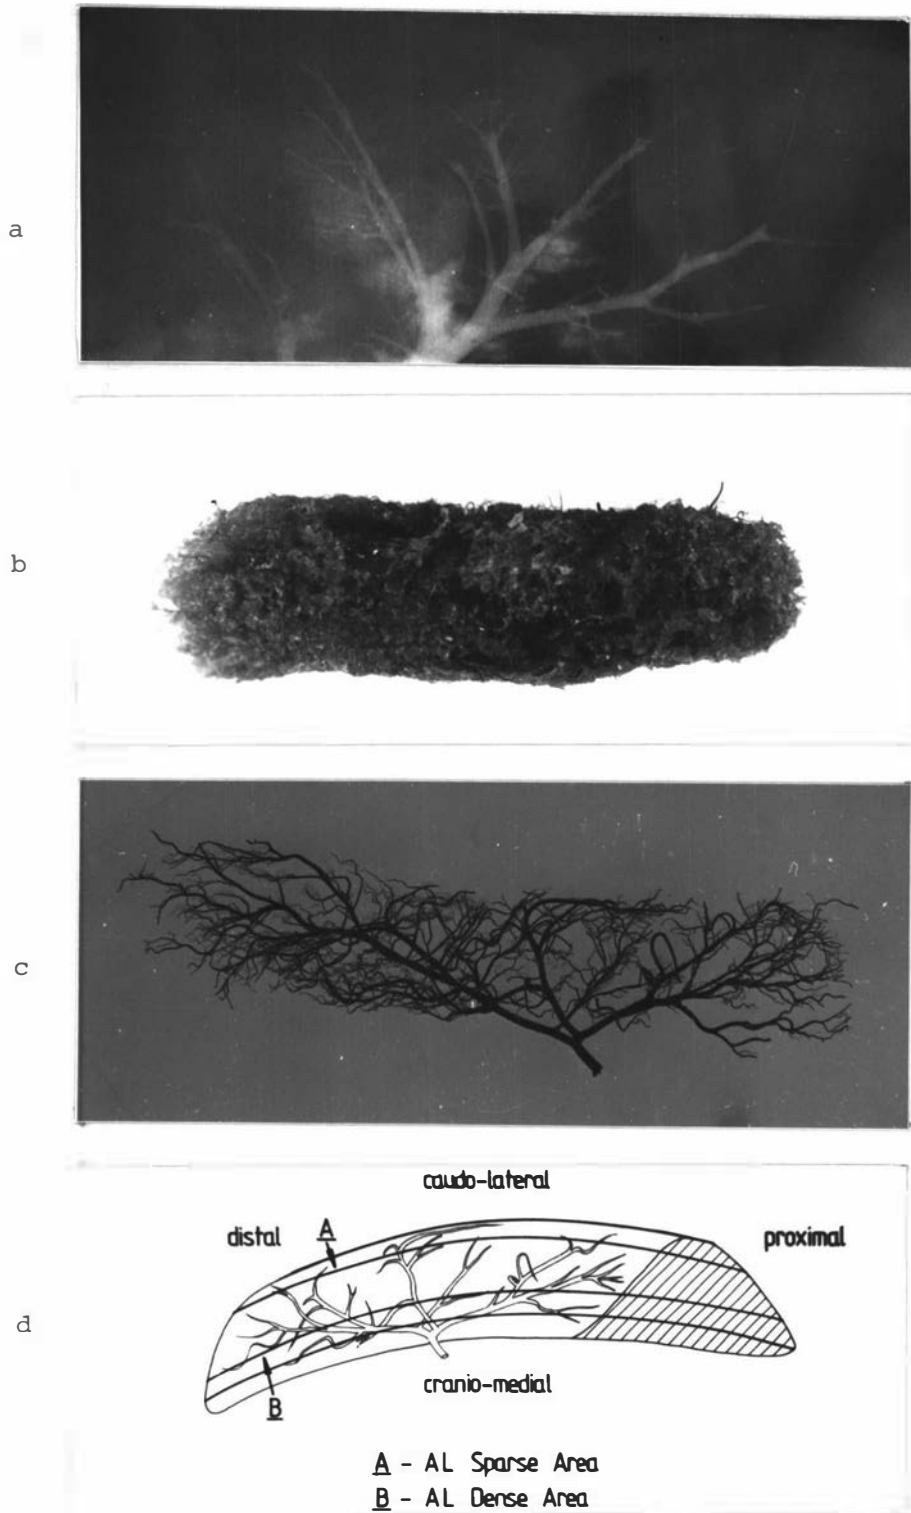 a
b
c
caudo-lateral
distal
A
proximal
d
cranio-medial
B
A - AL Sparse Area
B - AL Dense Area